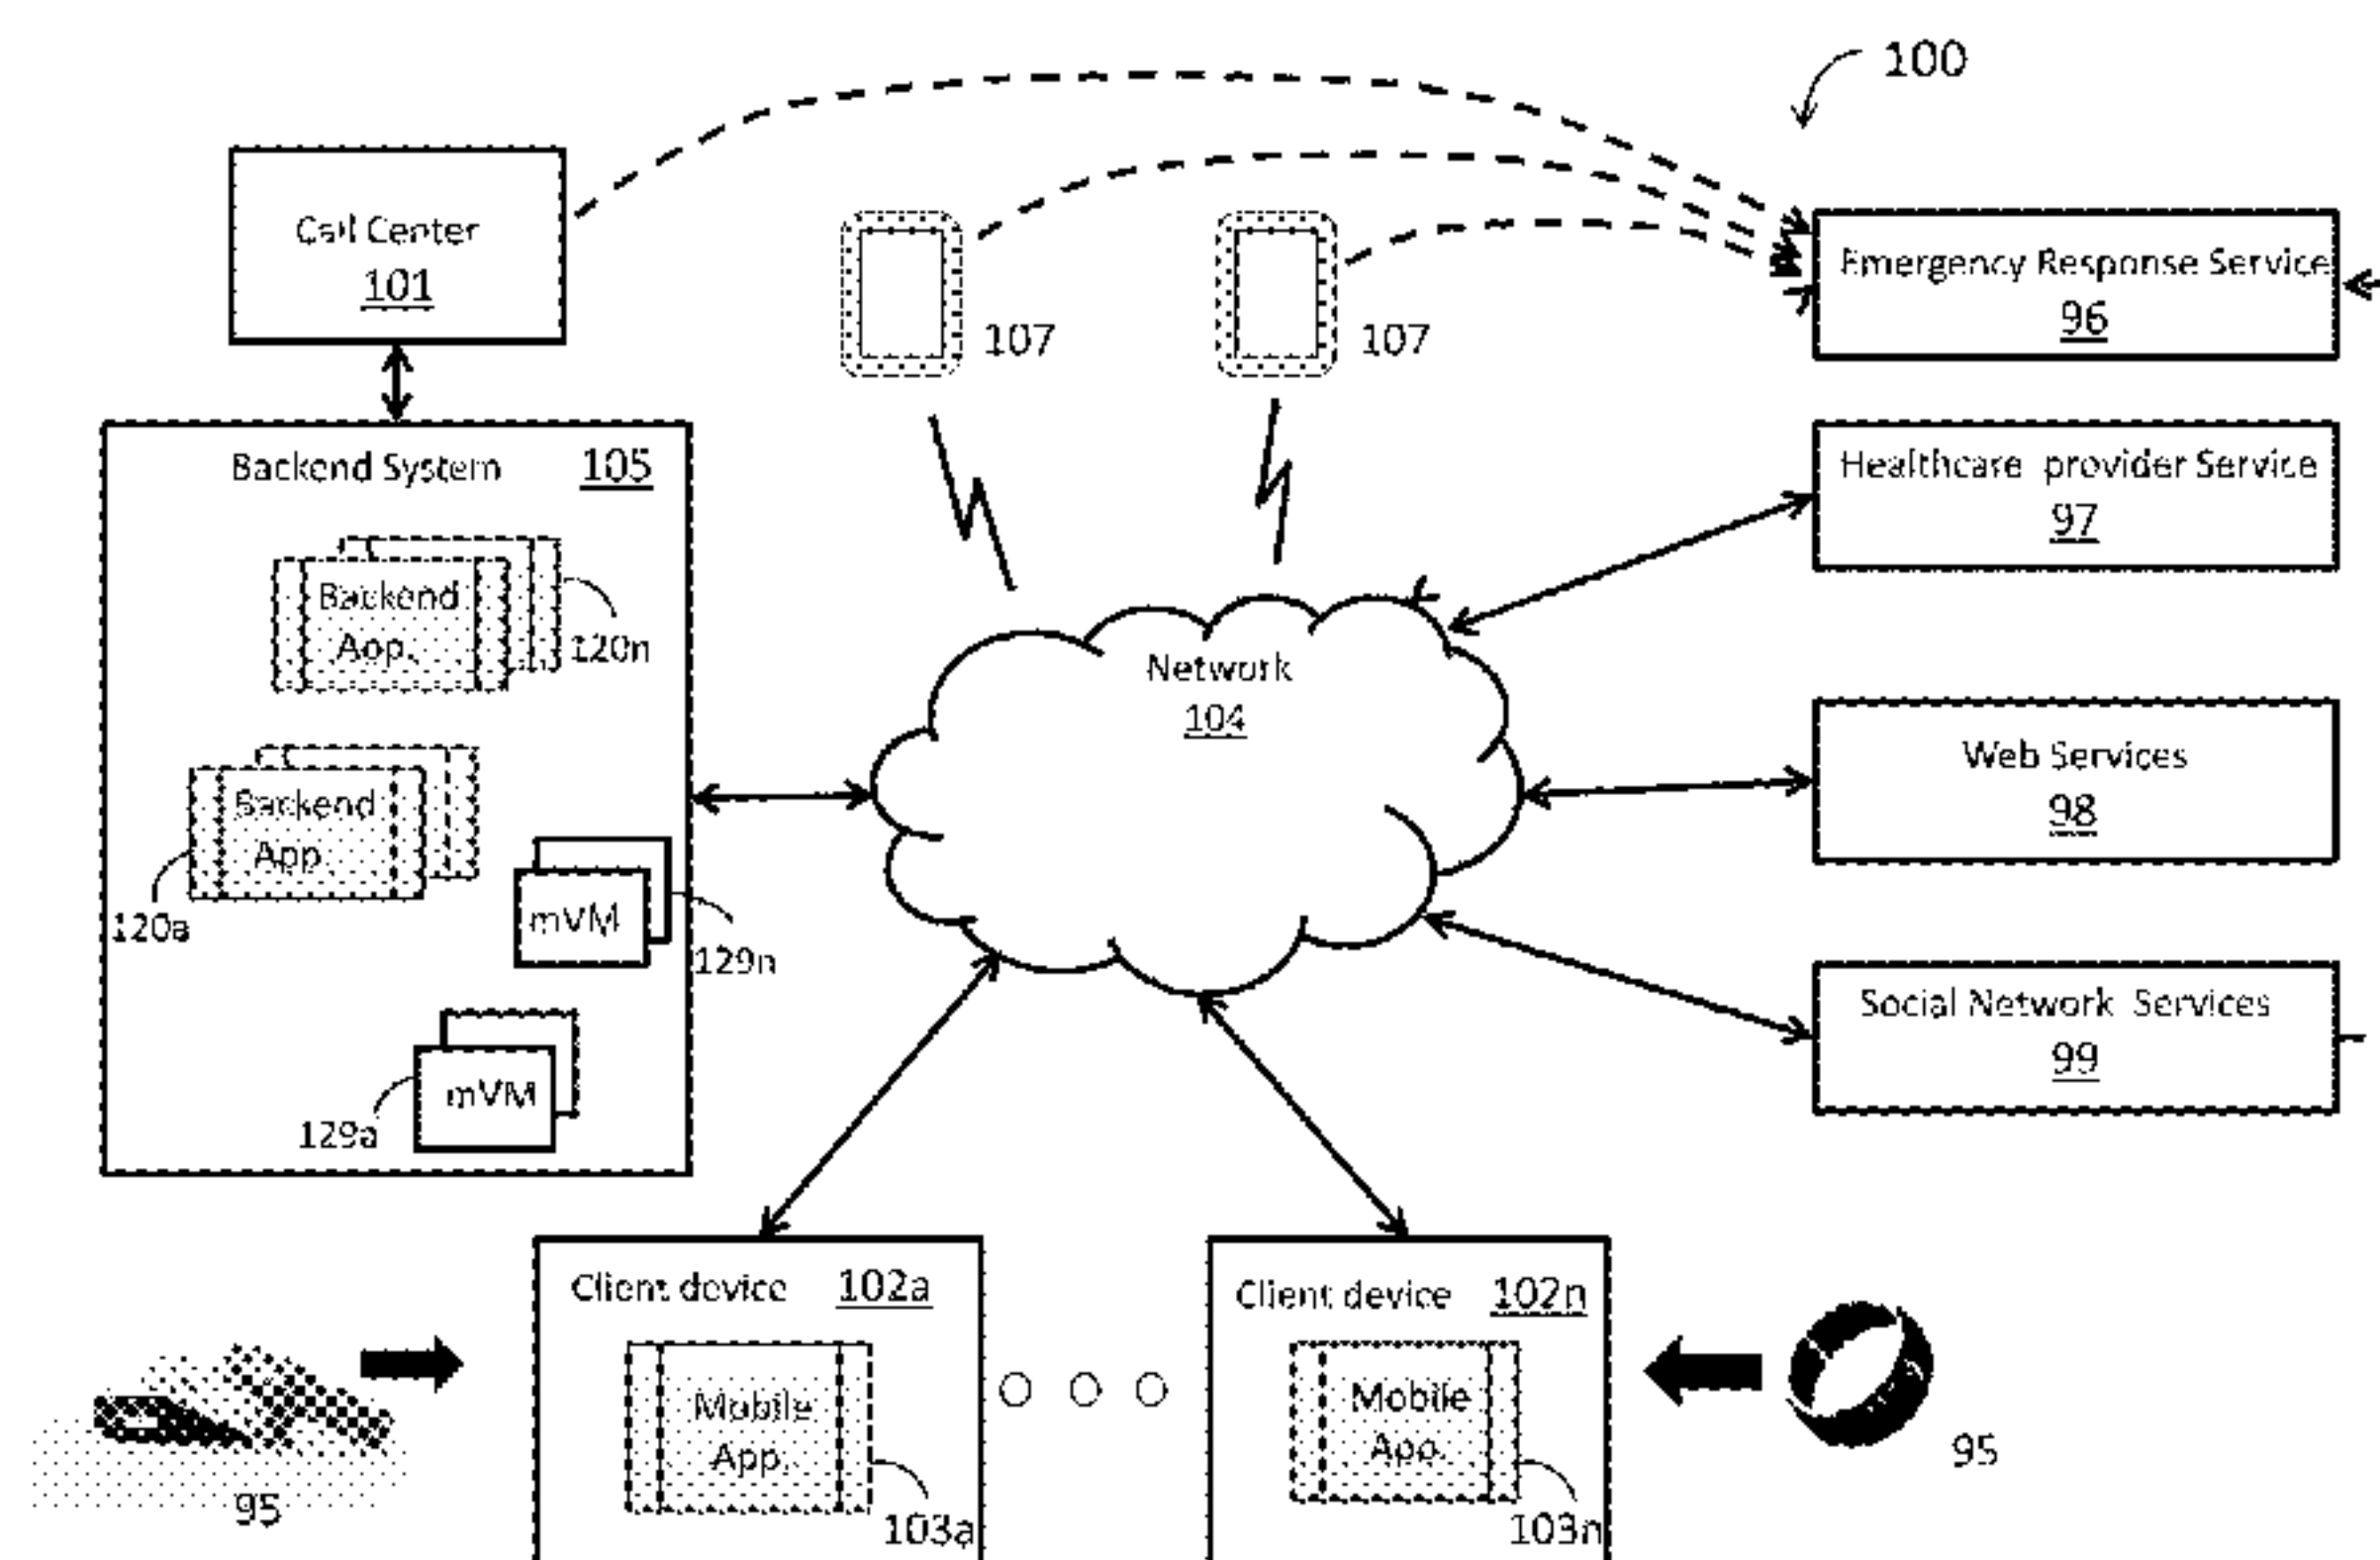 100
Call Center
101
107
107
Emergency Response Service
96
Backend System 105
Healthcare provider Service
97
Backend
App.
120n
Network
104
Web Services
98
Backend
App
120a
mVM
129n
Social Network Services
99
mVM
129a
Client device 102a
Client device 102n
Mobile
App.
103a
Mobile
App.
103n
95
95